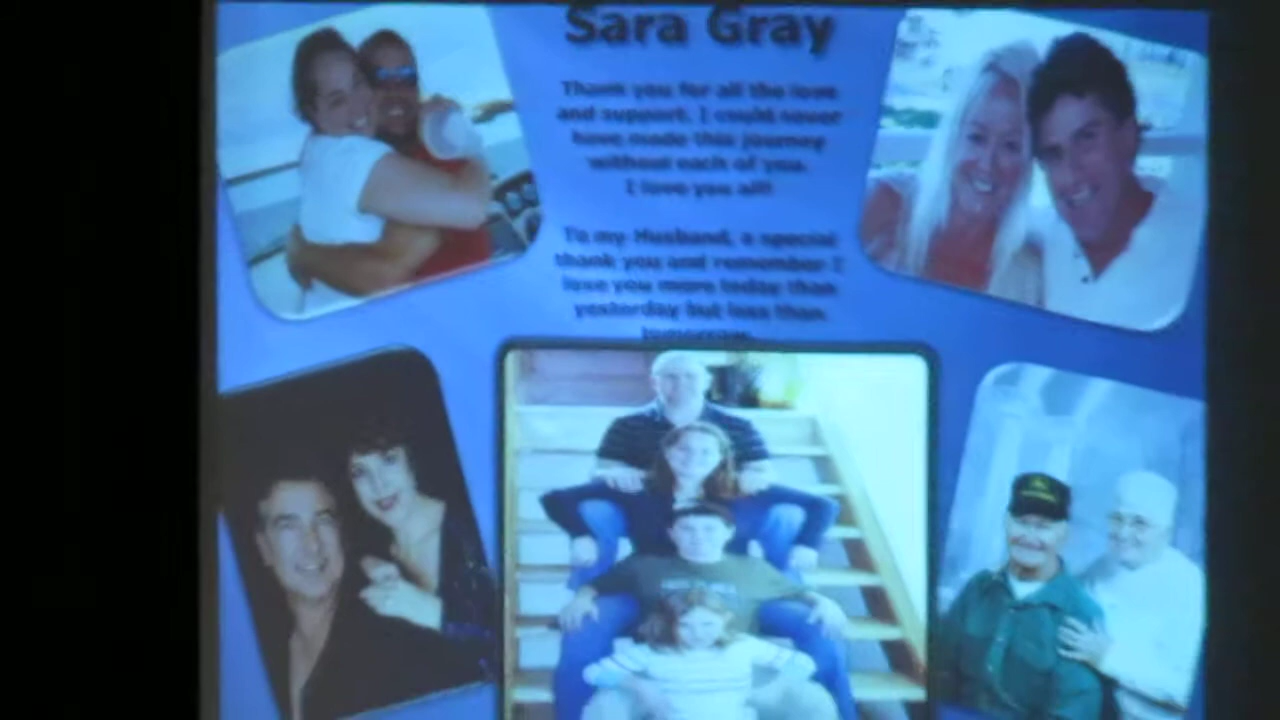 Sara Gray
Thank you for all the love
and support. I could never
have made this journey
without each of you.
I love you all!
To my Husband, a special
thank you and remember I
love you more today than
yesterday but less than
tomorrow...